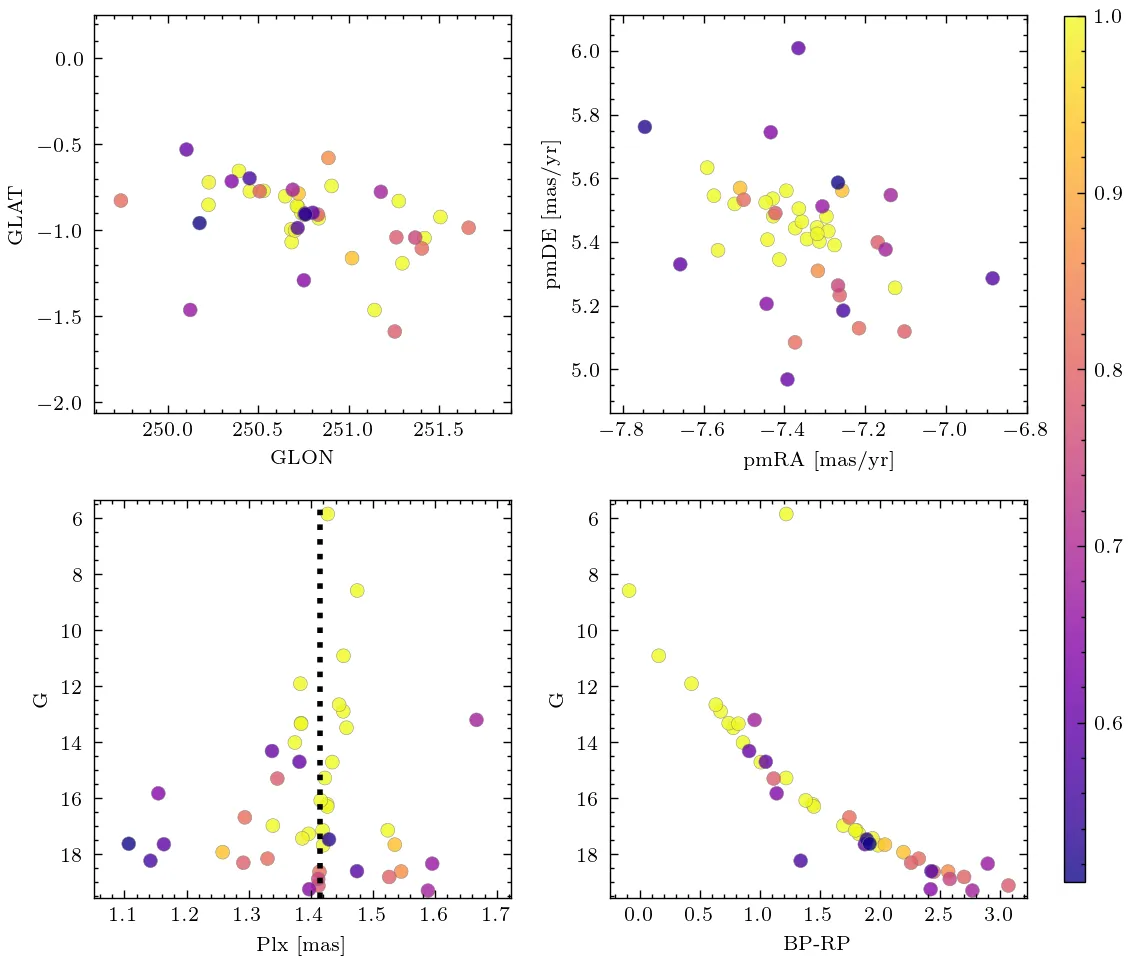 0.0
−0.5
−1.0
−1.5
−2.0
GLAT
250.0 250.5 251.0 251.5
GLON
6.0
5.8
5.6
5.4
5.2
5.0
pmDE [mas/yr]
−7.8 −7.6 −7.4 −7.2 −7.0 −6.8
pmRA [mas/yr]
6
8
10
12
14
16
18
G
1.1 1.2 1.3 1.4 1.5 1.6 1.7
Plx [mas]
6
8
10
12
14
16
18
G
0.0 0.5 1.0 1.5 2.0 2.5 3.0
BP-RP
1.0
0.9
0.8
0.7
0.6